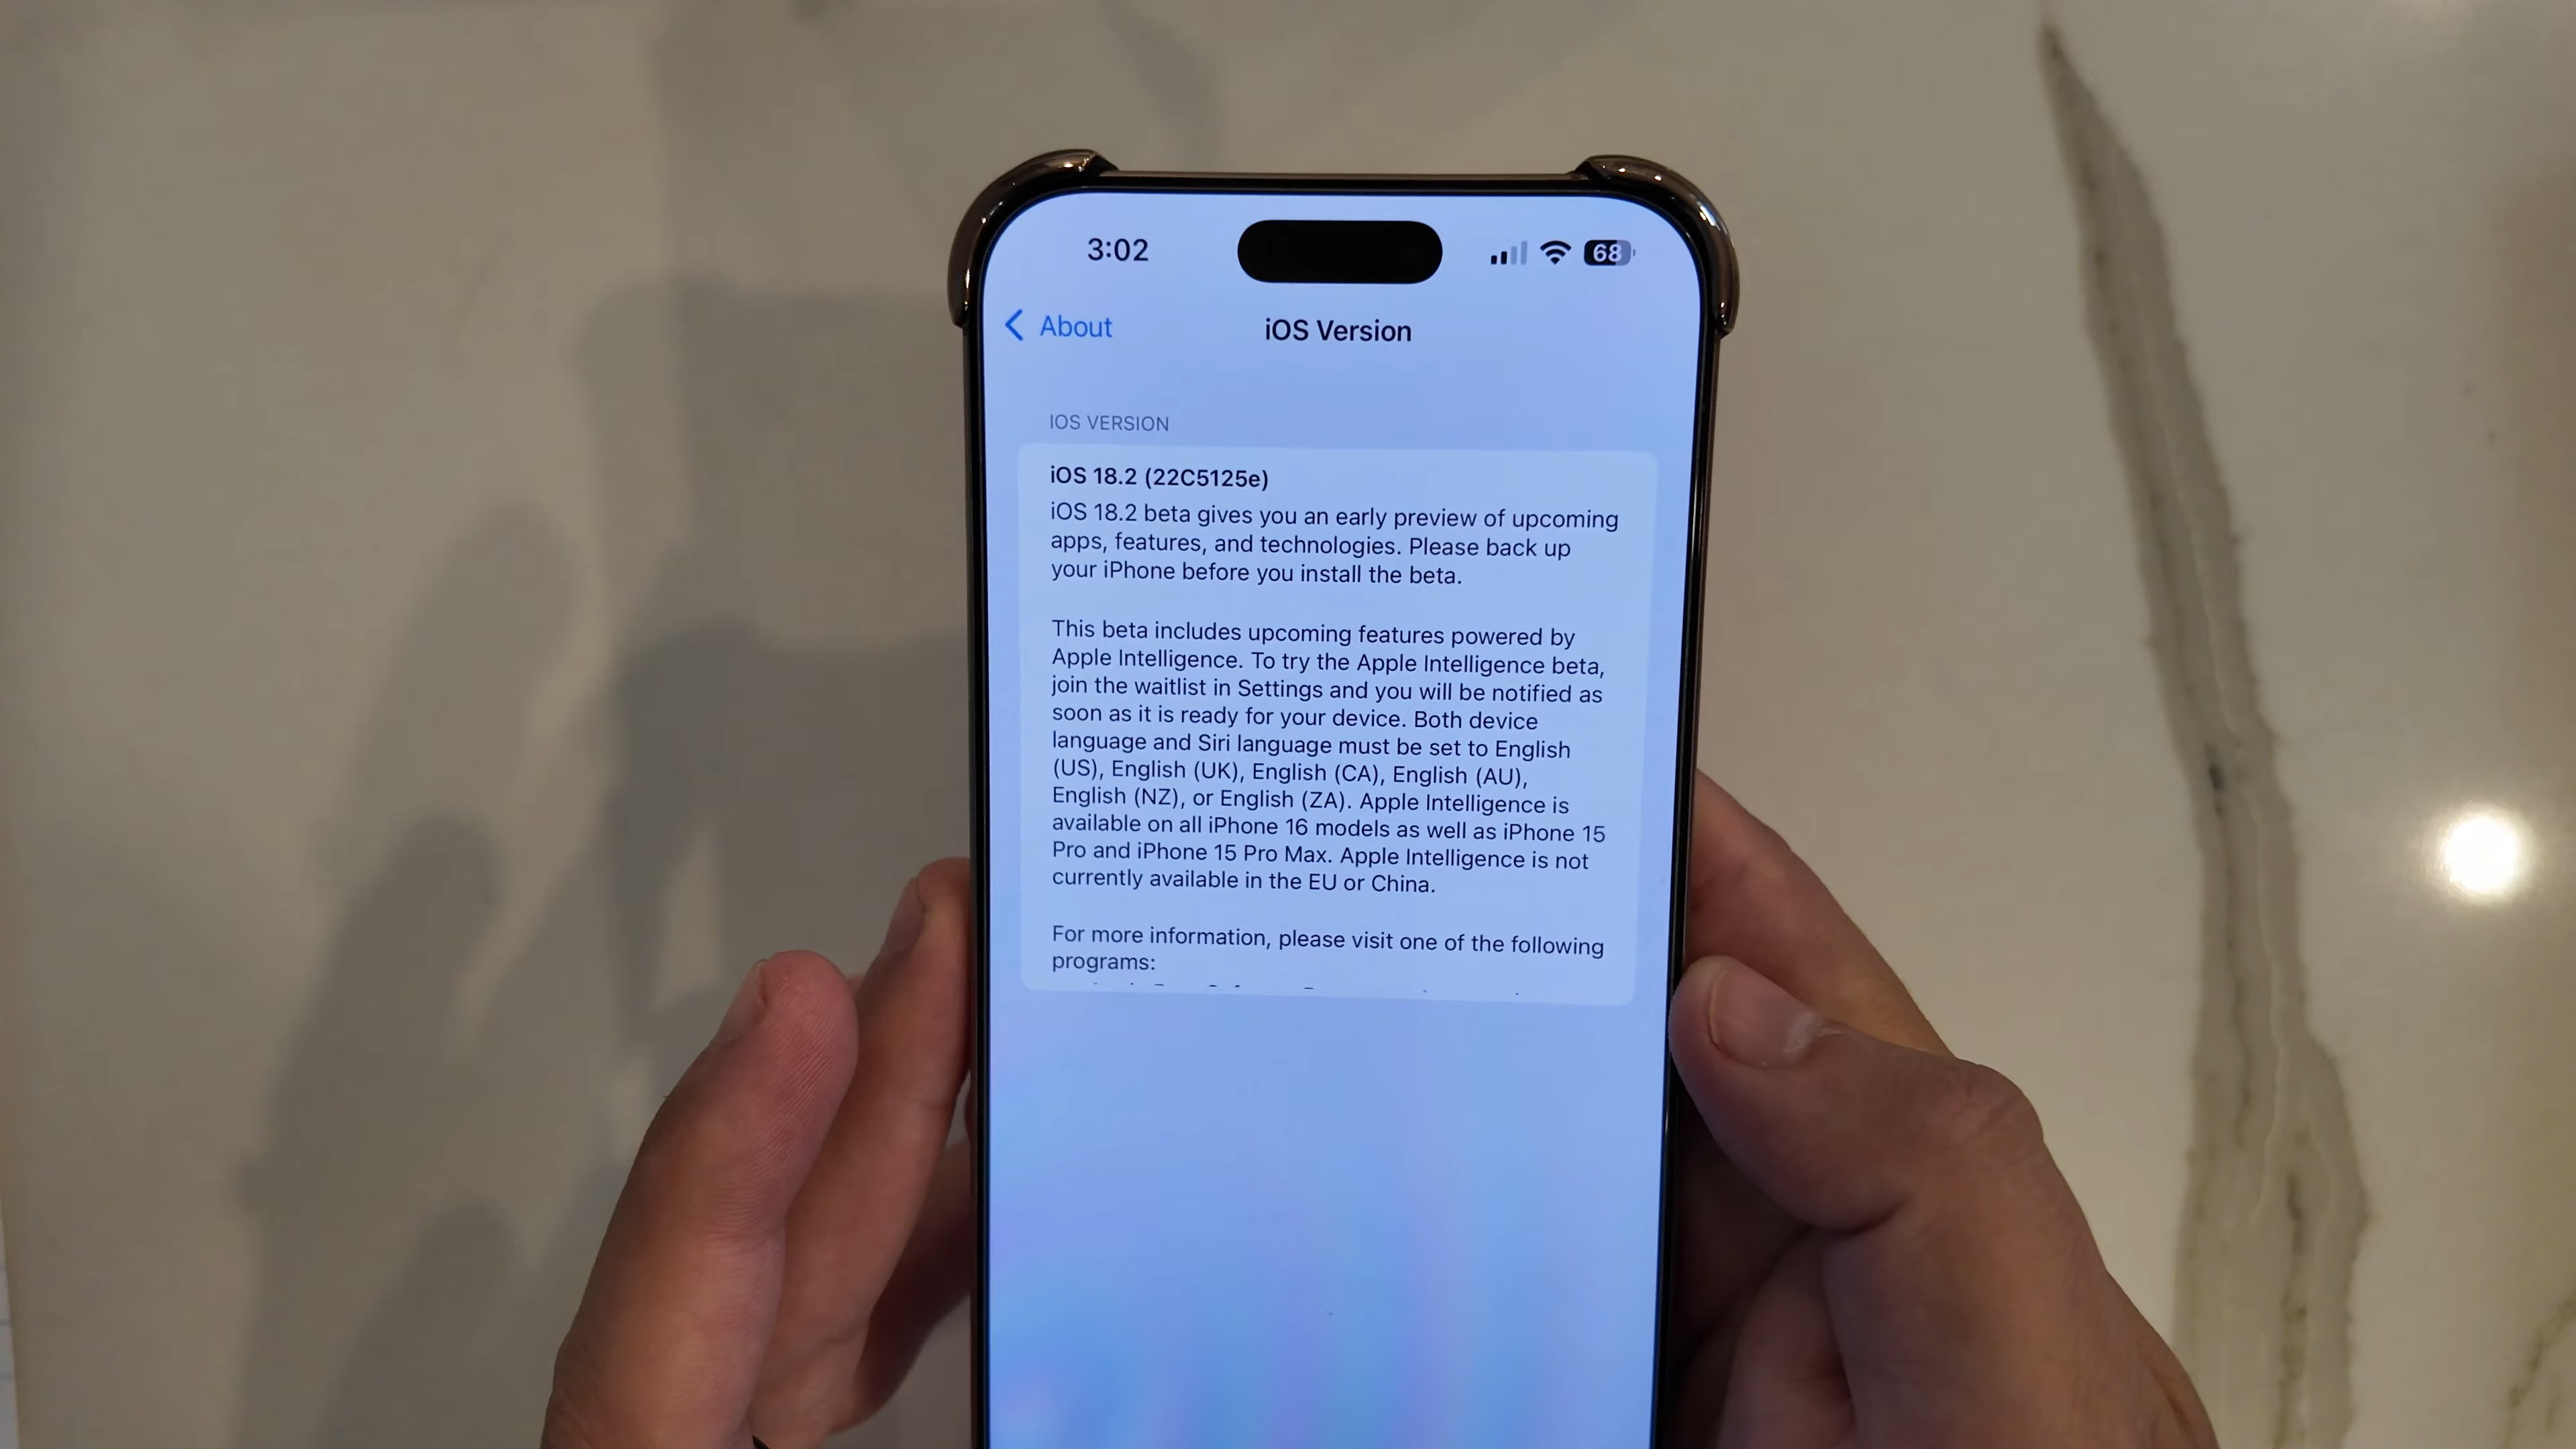 3:02
68
About
iOS Version
IOS VERSION
iOS 18.2 (22C5125e)
iOS 18.2 beta gives you an early preview of upcoming
apps, features, and technologies. Please back up
your iPhone before you install the beta.
This beta includes upcoming features powered by
Apple Intelligence. To try the Apple Intelligence beta,
join the waitlist in Settings and you will be notified as
soon as it is ready for your device. Both device
language and Siri language must be set to English
(US), English (UK), English (CA), English (AU),
English (NZ), or English (ZA). Apple Intelligence is
available on all iPhone 16 models as well as iPhone 15
Pro and iPhone 15 Pro Max. Apple Intelligence is not
currently available in the EU or China.
For more information, please visit one of the following
programs: